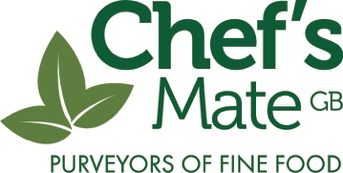 Chef's
Mate GB
PURVEYORS OF FINE FOOD